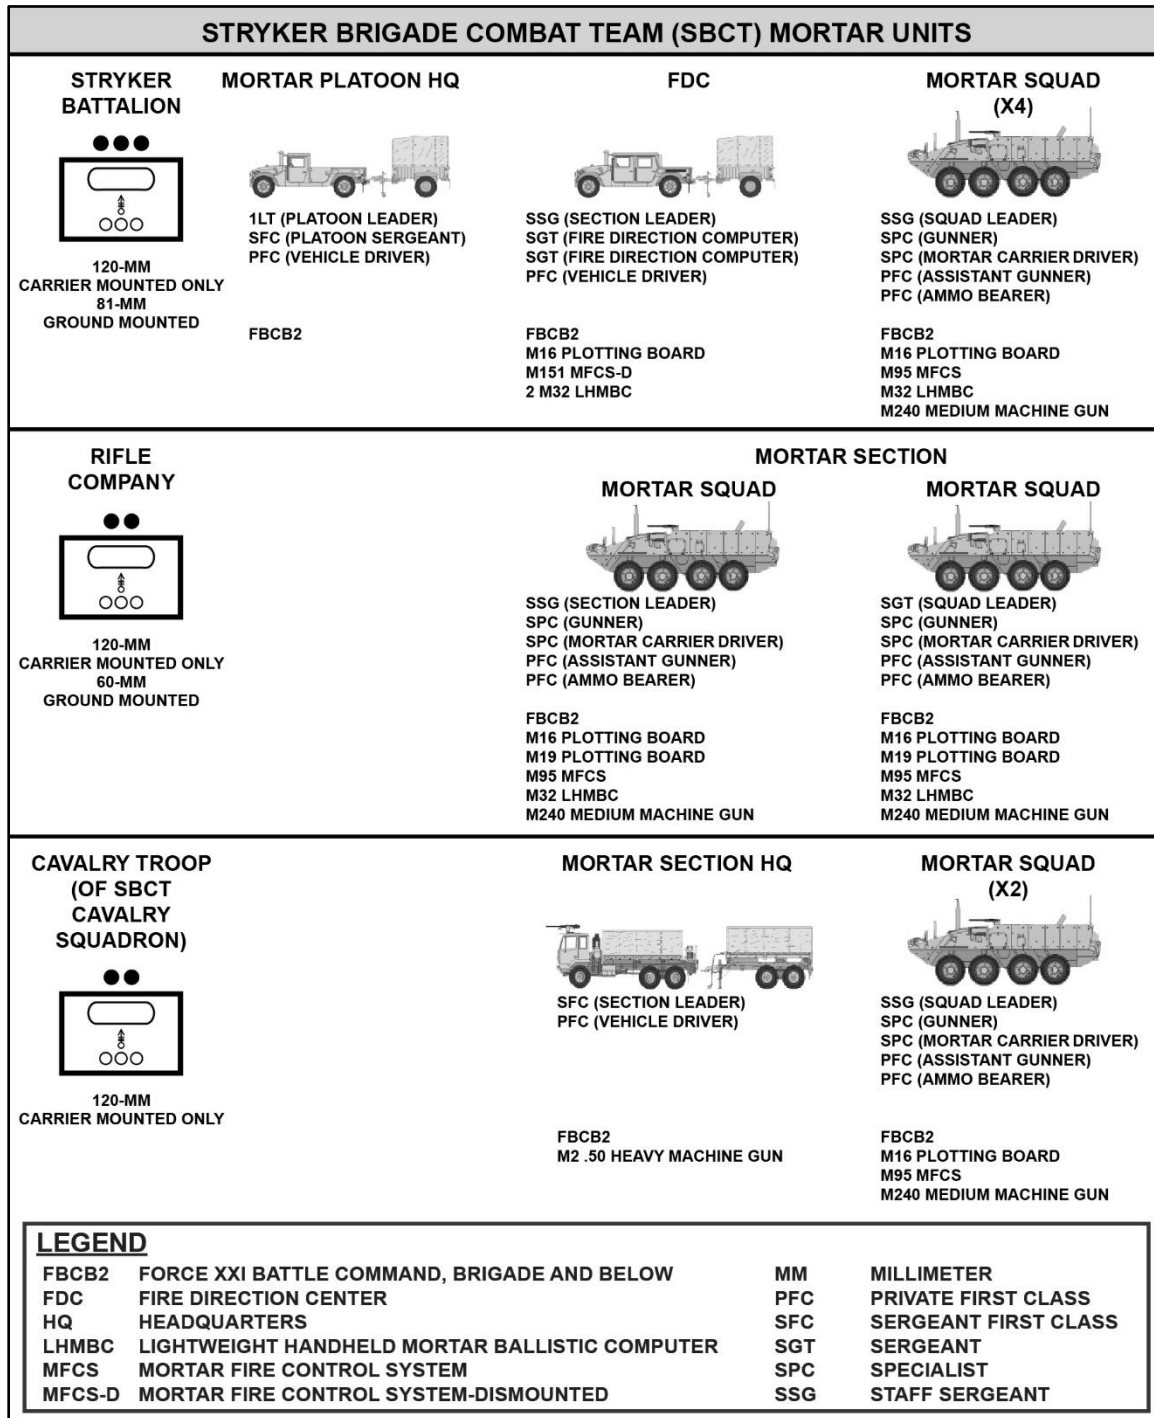 STRYKER BRIGADE COMBAT TEAM (SBCT) MORTAR UNITS
STRYKER
BATTALION
120-MM
CARRIER MOUNTED ONLY
81-MM
GROUND MOUNTED
MORTAR PLATOON HQ
1LT (PLATOON LEADER)
SFC (PLATOON SERGEANT)
PFC (VEHICLE DRIVER)
FBCB2
FDC
SSG (SECTION LEADER)
SGT (FIRE DIRECTION COMPUTER)
SGT (FIRE DIRECTION COMPUTER)
PFC (VEHICLE DRIVER)
FBCB2
M16 PLOTTING BOARD
M151 MFCS-D
2 M32 LHMBC
MORTAR SQUAD
(X4)
SSG (SQUAD LEADER)
SPC (GUNNER)
SPC (MORTAR CARRIER DRIVER)
PFC (ASSISTANT GUNNER)
PFC (AMMO BEARER)
FBCB2
M16 PLOTTING BOARD
M95 MFCS
M32 LHMBC
M240 MEDIUM MACHINE GUN
RIFLE
COMPANY
120-MM
CARRIER MOUNTED ONLY
60-MM
GROUND MOUNTED
MORTAR SECTION
MORTAR SQUAD
SSG (SECTION LEADER)
SPC (GUNNER)
SPC (MORTAR CARRIER DRIVER)
PFC (ASSISTANT GUNNER)
PFC (AMMO BEARER)
FBCB2
M16 PLOTTING BOARD
M19 PLOTTING BOARD
M95 MFCS
M32 LHMBC
M240 MEDIUM MACHINE GUN
MORTAR SQUAD
SGT (SQUAD LEADER)
SPC (GUNNER)
SPC (MORTAR CARRIER DRIVER)
PFC (ASSISTANT GUNNER)
PFC (AMMO BEARER)
FBCB2
M16 PLOTTING BOARD
M19 PLOTTING BOARD
M95 MFCS
M32 LHMBC
M240 MEDIUM MACHINE GUN
CAVALRY TROOP
(OF SBCT
CAVALRY
SQUADRON)
120-MM
CARRIER MOUNTED ONLY
MORTAR SECTION HQ
SFC (SECTION LEADER)
PFC (VEHICLE DRIVER)
FBCB2
M2 .50 HEAVY MACHINE GUN
MORTAR SQUAD
(X2)
SSG (SQUAD LEADER)
SPC (GUNNER)
SPC (MORTAR CARRIER DRIVER)
PFC (ASSISTANT GUNNER)
PFC (AMMO BEARER)
FBCB2
M16 PLOTTING BOARD
M95 MFCS
M240 MEDIUM MACHINE GUN
LEGEND
FBCB2 FORCE XXI BATTLE COMMAND, BRIGADE AND BELOW
FDC FIRE DIRECTION CENTER
HQ HEADQUARTERS
LHMBC LIGHTWEIGHT HANDHELD MORTAR BALLISTIC COMPUTER
MFCS MORTAR FIRE CONTROL SYSTEM
MFCS-D MORTAR FIRE CONTROL SYSTEM-DISMOUNTED
MM MILLIMETER
PFC PRIVATE FIRST CLASS
SFC SERGEANT FIRST CLASS
SGT SERGEANT
SPC SPECIALIST
SSG STAFF SERGEANT